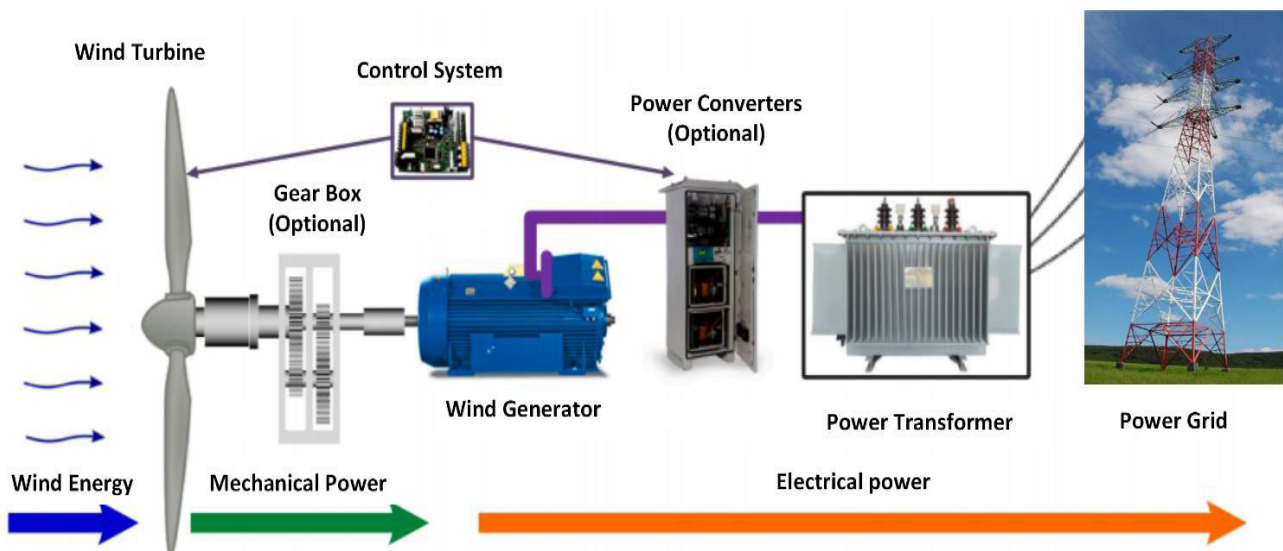 Wind Turbine
Control System
Power Converters
(Optional)
Gear Box
(Optional)
Wind Generator
Power Transformer
Power Grid
Wind Energy
Mechanical Power
Electrical power